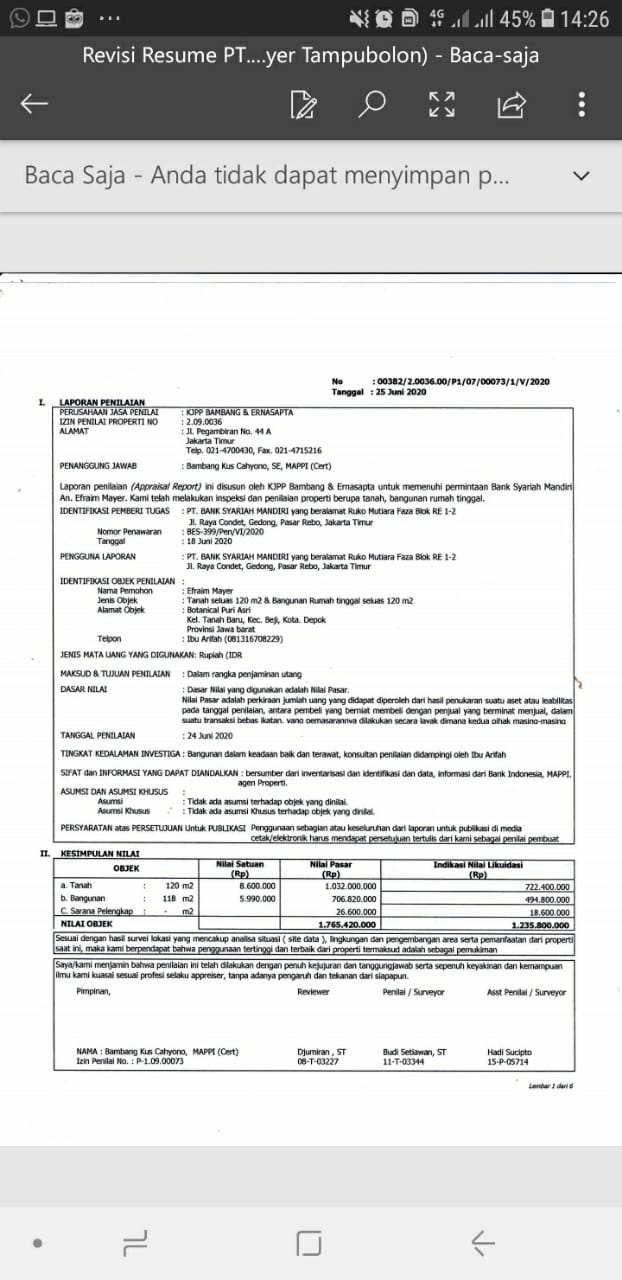 4G 45% 14:26
Revisi Resume PT....yer Tampubolon) - Baca-saja
Baca Saja - Anda tidak dapat menyimpan p...
No : 00382/2.0036.00/P1/07/00073/1/V/2020
Tanggal : 25 Juni 2020
I. LAPORAN PENILAIAN
PERUSAHAAN JASA PENILAI : KJPP BAMBANG & ERNASAPTA
IZIN PENILAI PROPERTI NO : 2.09.0036
ALAMAT : Jl. Pegambiran No. 44 A
Jakarta Timur
Telp. 021-4700430, Fax. 021-4715216
PENANGGUNG JAWAB : Bambang Kus Cahyono, SE, MAPPI (Cert)
Laporan penilaian (Appraisal Report) ini disusun oleh KJPP Bambang & Ernasapta untuk memenuhi permintaan Bank Syariah Mandiri
An. Efraim Mayer. Kami telah melakukan inspeksi dan penilaian properti berupa tanah, bangunan rumah tinggal.
IDENTIFIKASI PEMBERI TUGAS : PT. BANK SYARIAH MANDIRI yang beralamat Ruko Mutiara Faza Blok RE 1-2
Jl. Raya Condet, Gedong, Pasar Rebo, Jakarta Timur
Nomor Penawaran : BES-399/Pen/VI/2020
Tanggal : 18 Juni 2020
PENGGUNA LAPORAN : PT. BANK SYARIAH MANDIRI yang beralamat Ruko Mutiara Faza Blok RE 1-2
Jl. Raya Condet, Gedong, Pasar Rebo, Jakarta Timur
IDENTIFIKASI OBJEK PENILAIAN :
Nama Pemohon : Efraim Mayer
Jenis Objek : Tanah seluas 120 m2 & Bangunan Rumah tinggal seluas 120 m2
Alamat Objek : Botanical Puri Asri
Kel. Tanah Baru, Kec. Beji, Kota. Depok
Provinsi Jawa barat
Telpon : Ibu Arifah (081316708229)
JENIS MATA UANG YANG DIGUNAKAN: Rupiah (IDR
MAKSUD & TUJUAN PENILAIAN : Dalam rangka penjaminan utang
DASAR NILAI : Dasar Nilai yang digunakan adalah Nilai Pasar.
Nilai Pasar adalah perkiraan jumlah uang yang didapat diperoleh dari hasil penukaran suatu aset atau leabilitas
pada tanggal penilaian, antara pembeli yang berniat membeli dengan penjual yang berminat menjual, dalam
suatu transaksi bebas ikatan, yang pemasarannya dilakukan secara layak dimana kedua pihak masing-masing
TANGGAL PENILAIAN : 24 Juni 2020
TINGKAT KEDALAMAN INVESTIGA : Bangunan dalam keadaan baik dan terawat, konsultan penilaian didampingi oleh Ibu Arifah
SIFAT dan INFORMASI YANG DAPAT DIANDALKAN : bersumber dari inventarisasi dan identifikasi dan data, informasi dari Bank Indonesia, MAPPI,
agen Properti.
ASUMSI DAN ASUMSI KHUSUS :
Asumsi : Tidak ada asumsi terhadap objek yang dinilai.
Asumsi Khusus : Tidak ada asumsi Khusus terhadap objek yang dinilai.
PERSYARATAN atas PERSETUJUAN Untuk PUBLIKASI Penggunaan sebagian atau keseluruhan dari laporan untuk publikasi di media
cetak/elektronik harus mendapat persetujuan tertulis dari kami sebagai penilai pembuat
II. KESIMPULAN NILAI
OBJEK Nilai Satuan (Rp) Nilai Pasar (Rp) Indikasi Nilai Likuidasi (Rp)
a. Tanah : 120 m2 8.600.000 1.032.000.000 722.400.000
b. Bangunan : 118 m2 5.990.000 706.820.000 494.800.000
C. Sarana Pelengkap : - m2 26.600.000 18.600.000
NILAI OBJEK 1.765.420.000 1.235.800.000
Sesuai dengan hasil survei lokasi yang mencakup analisa situasi ( site data ), lingkungan dan pengembangan area serta pemanfaatan dari properti
saat ini, maka kami berpendapat bahwa penggunaan tertinggi dan terbaik dari properti termaksud adalah sebagai pemukiman
Saya/kami menjamin bahwa penilaian ini telah dilakukan dengan penuh kejujuran dan tanggungjawab serta sepenuh keyakinan dan kemampuan
ilmu kami kuasai sesuai profesi selaku appreiser, tanpa adanya pengaruh dan tekanan dari siapapun.
Pimpinan, Reviewer Penilai / Surveyor Asst Penilai / Surveyor
NAMA : Bambang Kus Cahyono, MAPPI (Cert) Djumiran , ST Budi Setiawan, ST Hadi Sucipto
Izin Penilai No. : P-1.09.00073 08-T-03227 11-T-03344 15-P-05714
Lembar 1 dari 6